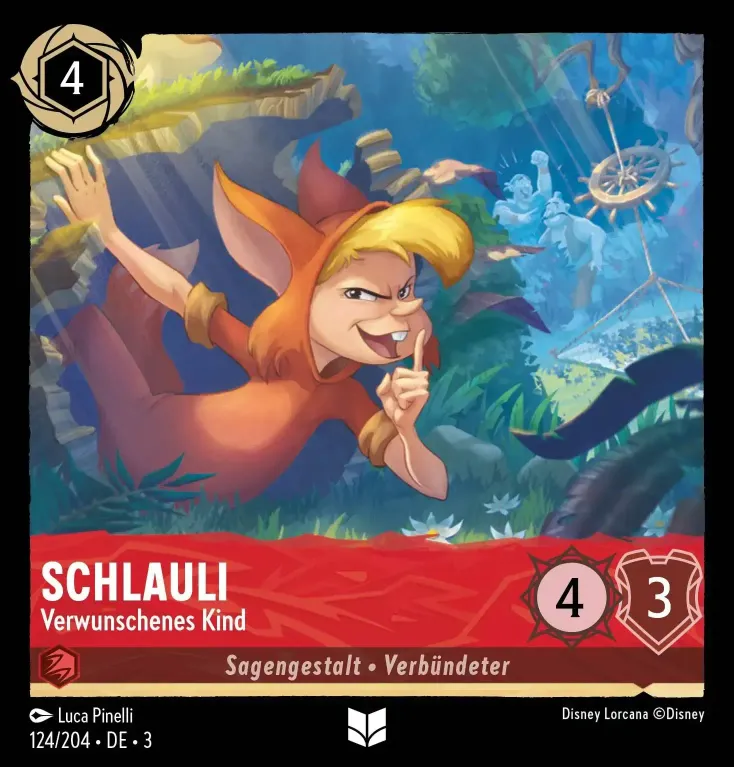 4
SCHLAULI
Verwunschenes Kind
4 3
Sagengestalt • Verbündeter
Luca Pinelli
Disney Lorcana ©Disney
124/204 • DE • 3